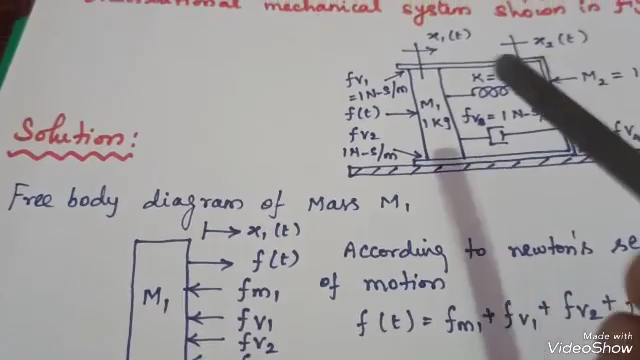 translational mechanical system shown in
x₁(t)
x₂(t)
fv₁
=1N-s/m
K=
M₂ = 1
f(t)
M₁
1Kg
fv₃ = 1N-s
fv₂
1N-s/m
Solution:
Free body diagram of Mass M₁
x₁(t)
f(t)
M₁
fm₁
fv₁
fv₂
According to newton's
of motion
f(t) = fm₁ + fv₁ + fv₂ +
Made with
VideoShow